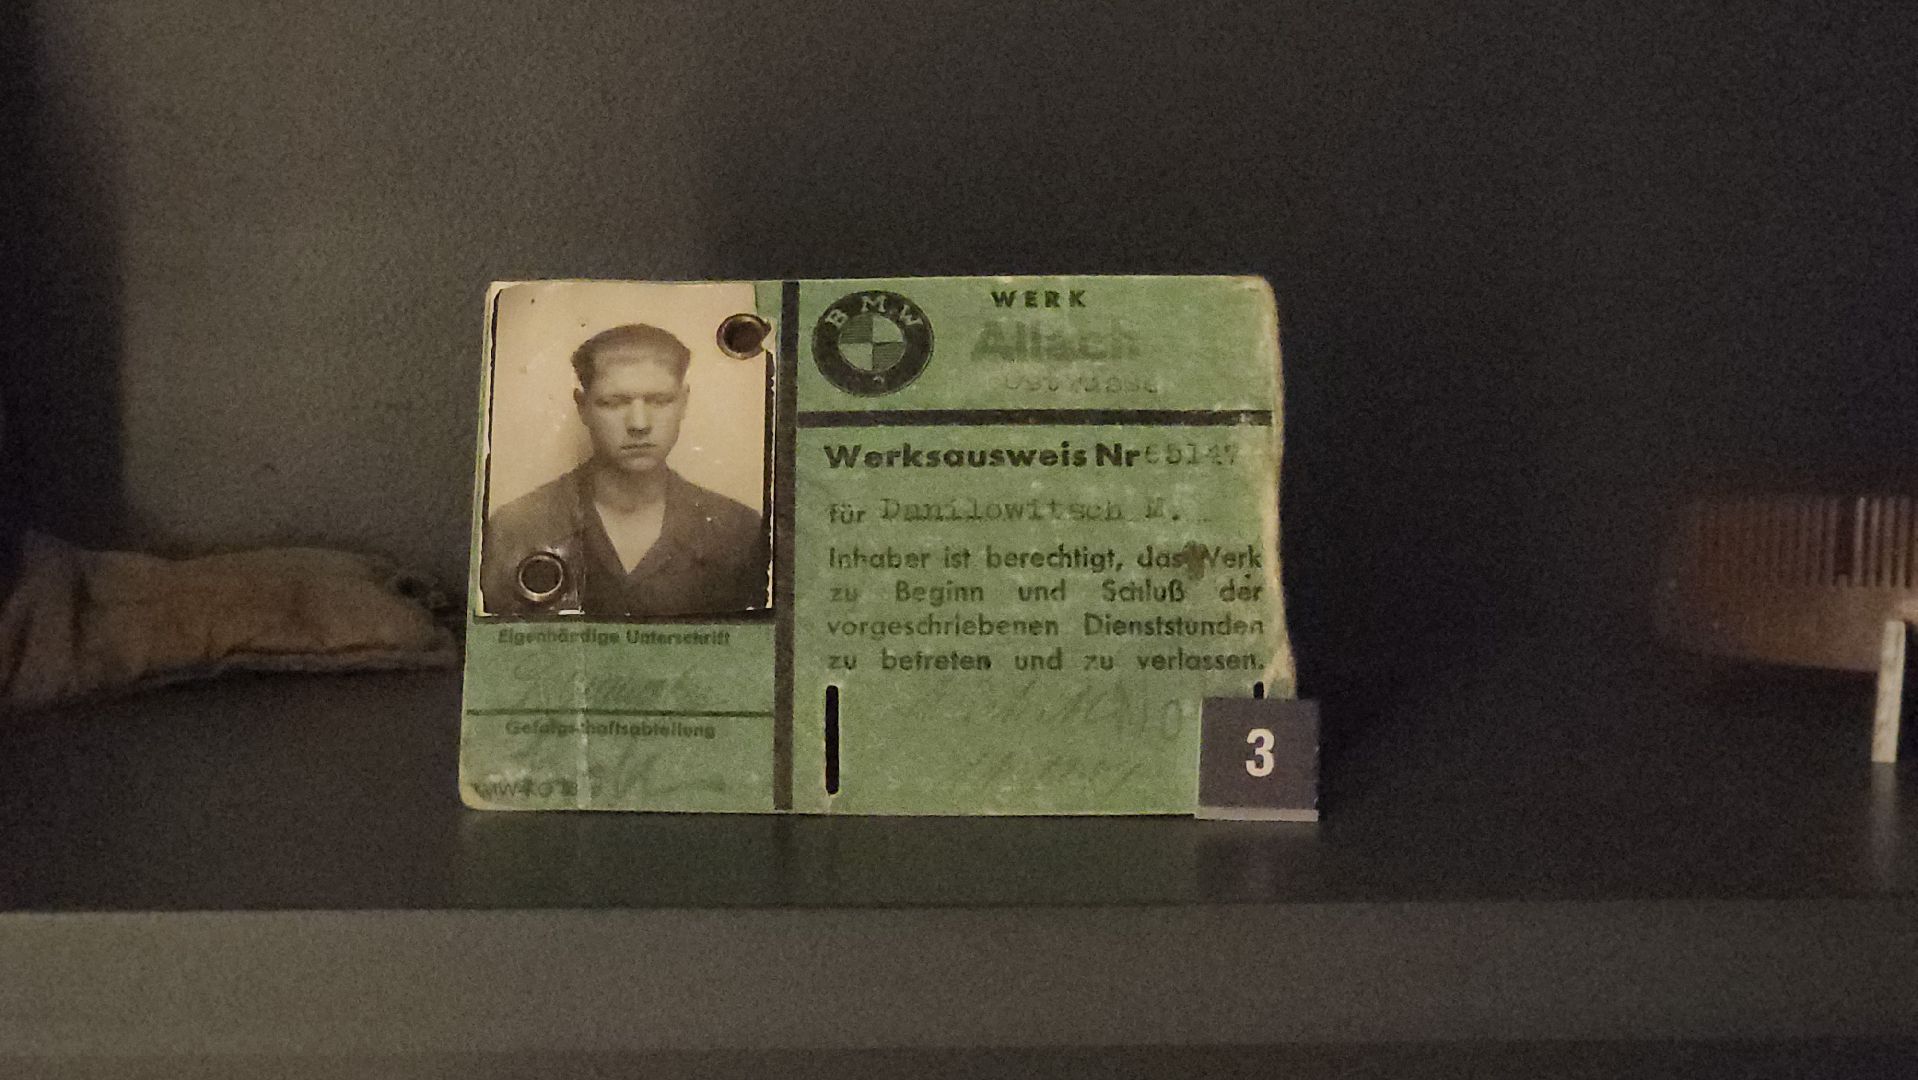 BMW
WERK
Allach
Werksausweis Nr
für Danilowitsch M.
Inhaber ist berechtigt, das Werk
zu Beginn und Schluß der
vorgeschriebenen Dienststunden
zu betreten und zu verlassen.
Eigenhändige Unterschrift
Gefolgschaftsabteilung
3